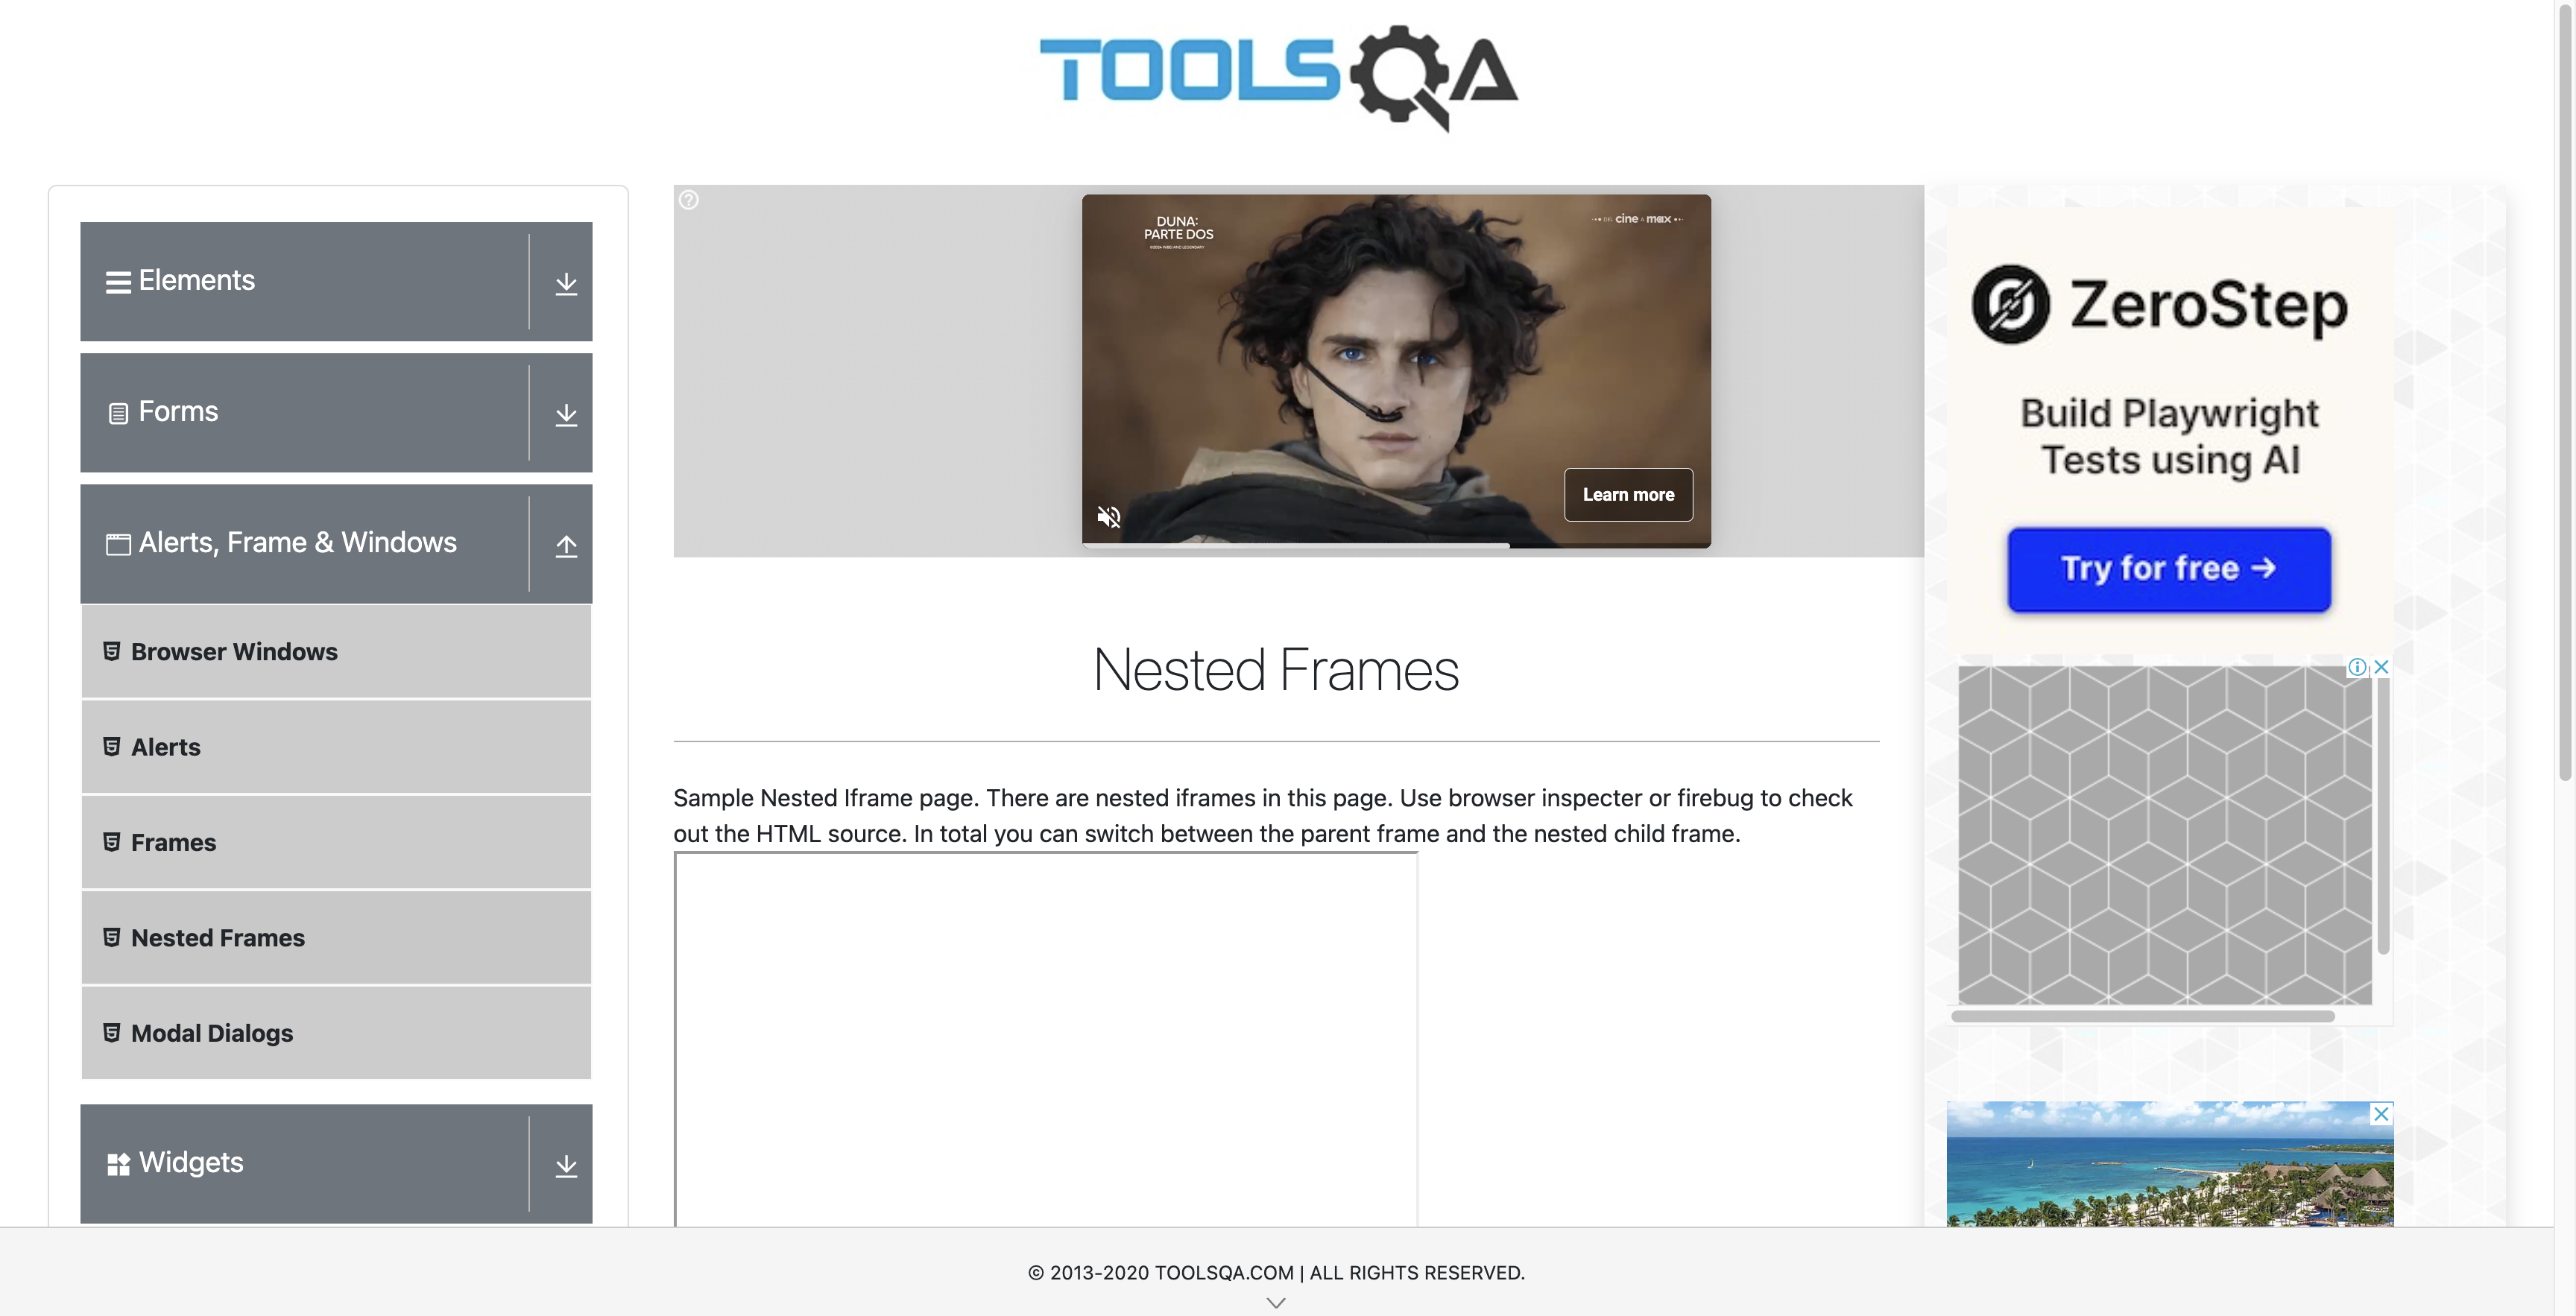 TOOLSQA
Elements
Forms
Alerts, Frame & Windows
Browser Windows
Alerts
Frames
Nested Frames
Modal Dialogs
Widgets
DUNA:
PARTE DOS
DEL cine A max
Learn more
Nested Frames
Sample Nested Iframe page. There are nested iframes in this page. Use browser inspecter or firebug to check
out the HTML source. In total you can switch between the parent frame and the nested child frame.
ZeroStep
Build Playwright
Tests using AI
Try for free →
© 2013-2020 TOOLSQA.COM | ALL RIGHTS RESERVED.